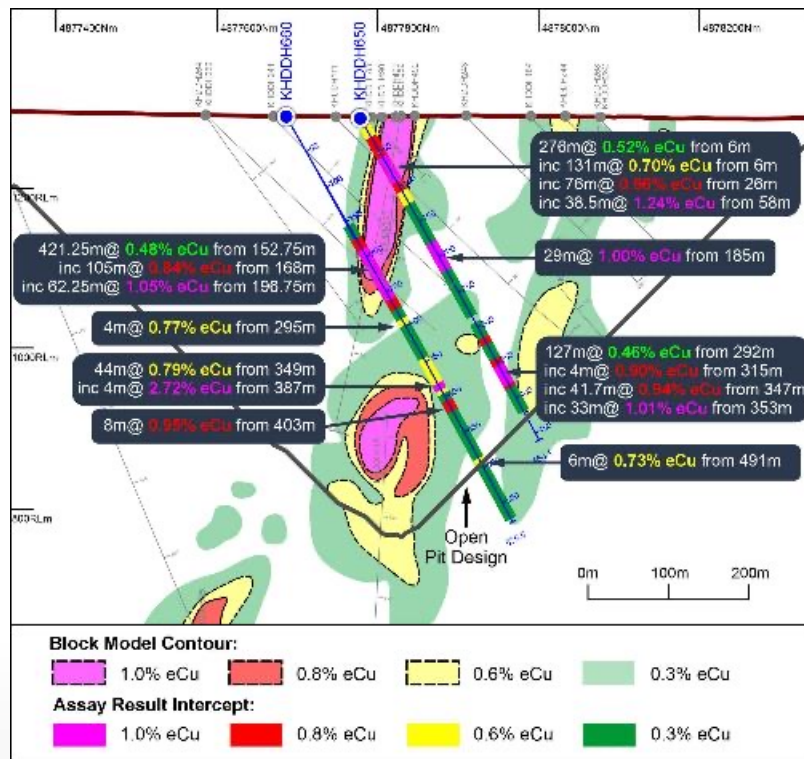 4877400Nm
4877600Nm
4878200Nm
KHDDH660
KHDDH650
276m@ 0.52% eCu from 6m
inc 131m@ 0.70% eCu from 6m
inc 76m@ 0.86% eCu from 26m
inc 38.5m@ 1.24% eCu from 58m
421.25m@ 0.48% eCu from 152.75m
inc 105m@ 0.84% eCu from 168m
inc 62.25m@ 1.05% eCu from 196.75m
29m@ 1.00% eCu from 185m
4m@ 0.77% eCu from 295m
1000RLm
127m@ 0.46% eCu from 292m
inc 4m@ 0.90% eCu from 315m
inc 41.7m@ 0.94% eCu from 347m
inc 33m@ 1.01% eCu from 353m
44m@ 0.79% eCu from 349m
inc 4m@ 2.72% eCu from 387m
8m@ 0.95% eCu from 403m
6m@ 0.73% eCu from 491m
Open
Pit Design
0m 100m 200m
Block Model Contour:
1.0% eCu 0.8% eCu 0.6% eCu 0.3% eCu
Assay Result Intercept:
1.0% eCu 0.8% eCu 0.6% eCu 0.3% eCu